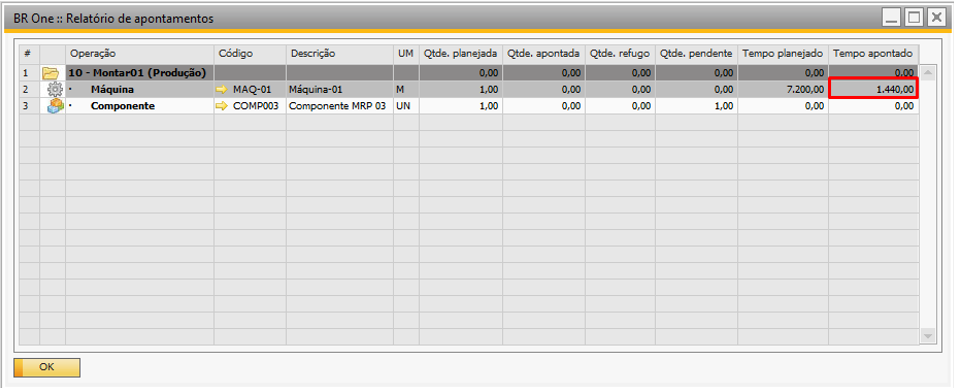 BR One :: Relatório de apontamentos
# Operação Código Descrição UM Qtde. planejada Qtde. apontada Qtde. refugo Qtde. pendente Tempo planejado Tempo apontado
1 10 - Montar01 (Produção) 0,00 0,00 0,00 0,00 0,00 0,00
2 Máquina MAQ-01 Máquina-01 M 1,00 0,00 0,00 0,00 7.200,00 1.440,00
3 Componente COMP003 Componente MRP 03 UN 1,00 0,00 0,00 1,00 0,00 0,00
OK